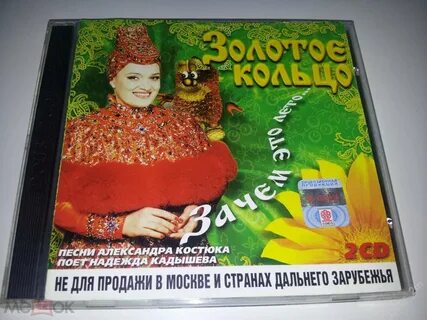 Золотое
кольцо
Зачем это лето...
ПЕСНИ АЛЕКСАНДРА КОСТЮКА
ПОЕТ НАДЕЖДА КАДЫШЕВА
2CD
НЕ ДЛЯ ПРОДАЖИ В МОСКВЕ И СТРАНАХ ДАЛЬНЕГО ЗАРУБЕЖЬЯ